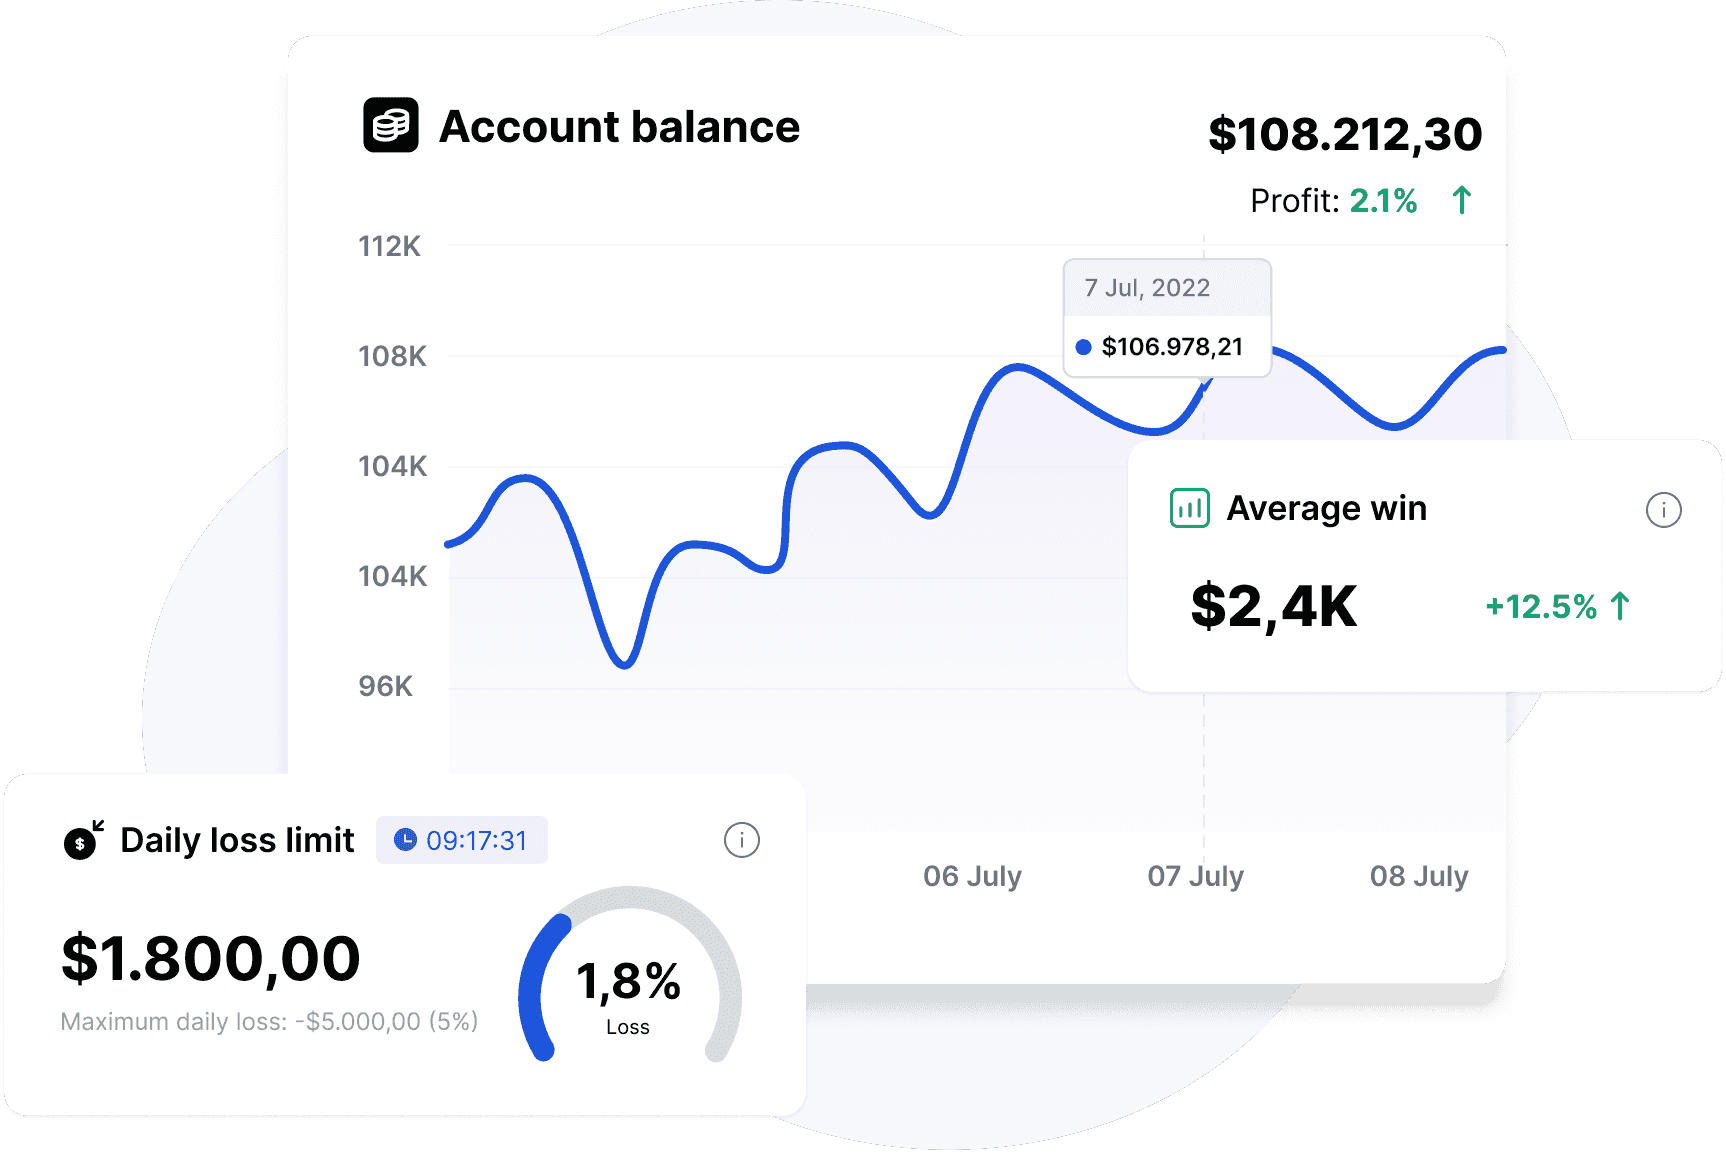 Account balance
$108.212,30
Profit: 2.1% ↑
112K
7 Jul, 2022
108K
$106.978,21
104K
104K
96K
Average win
$2,4K
+12.5% ↑
06 July
07 July
08 July
Daily loss limit
09:17:31
$1.800,00
Maximum daily loss: -$5.000,00 (5%)
1,8%
Loss